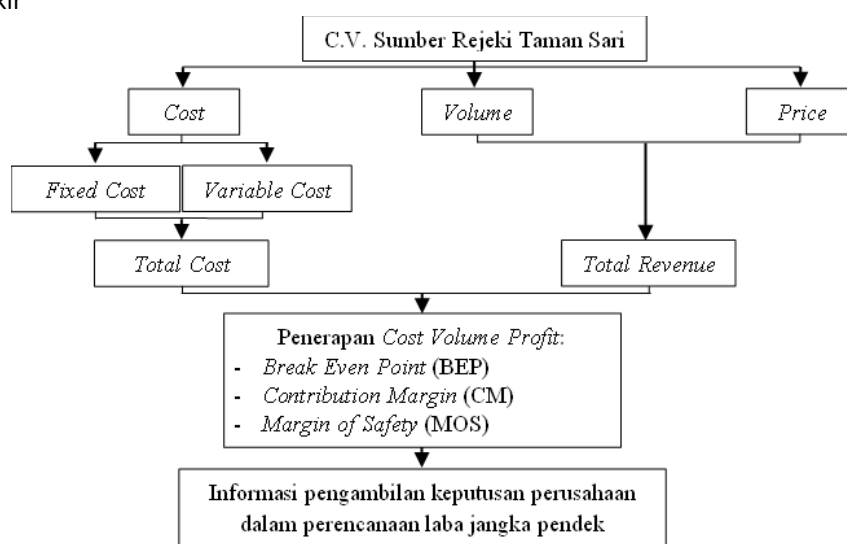 C.V. Sumber Rejeki Taman Sari
Cost
Volume
Price
Fixed Cost
Variable Cost
Total Cost
Total Revenue
Penerapan Cost Volume Profit:
- Break Even Point (BEP)
- Contribution Margin (CM)
- Margin of Safety (MOS)
Informasi pengambilan keputusan perusahaan
dalam perencanaan laba jangka pendek